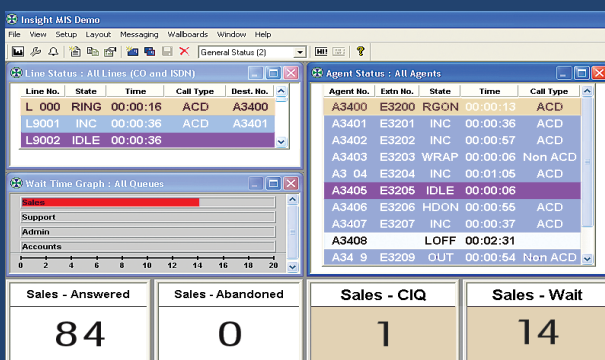 Insight MIS Demo
File View Setup Layout Messaging Wallboards Window Help
General Status (2)
Line Status : All Lines (CO and ISDN)
Line No. State Time Call Type Dest. No.
L 000 RING 00:00:16 ACD A3400
L9001 INC 00:00:36 ACD A3401
L9002 IDLE 00:00:36
Wait Time Graph : All Queues
Sales
Support
Admin
Accounts
0 2 4 6 8 10 12 14 16 18 20
Agent Status : All Agents
Agent No. Extn No. State Time Call Type
A3400 E3200 RGON 00:00:13 ACD
A3401 E3201 INC 00:00:36 ACD
A3402 E3202 INC 00:00:57 ACD
A3403 E3203 WRAP 00:00:06 Non ACD
A3 04 E3204 INC 00:01:05 ACD
A3405 E3205 IDLE 00:00:06
A3406 E3206 HDON 00:00:55 ACD
A3407 E3207 INC 00:00:37 ACD
A3408 LOFF 00:02:31
A34 9 E3209 OUT 00:00:54 Non ACD
Sales - Answered
84
Sales - Abandoned
0
Sales - CIQ
1
Sales - Wait
14